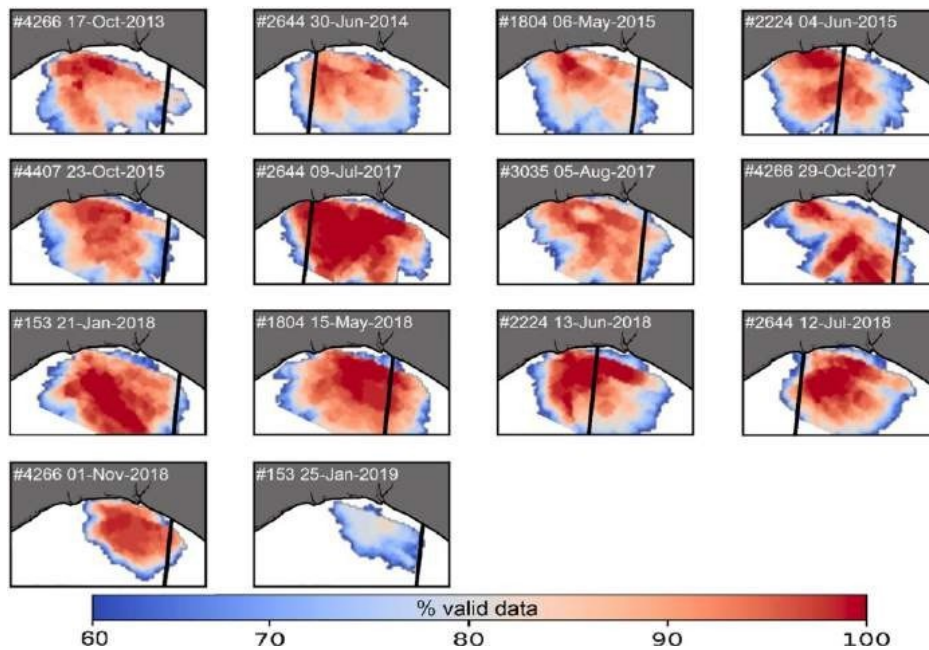 #4266 17-Oct-2013
#2644 30-Jun-2014
#1804 06-May-2015
#2224 04-Jun-2015
#4407 23-Oct-2015
#2644 09-Jul-2017
#3035 05-Aug-2017
#4266 29-Oct-2017
#153 21-Jan-2018
#1804 15-May-2018
#2224 13-Jun-2018
#2644 12-Jul-2018
#4266 01-Nov-2018
#153 25-Jan-2019
% valid data
60 70 80 90 100